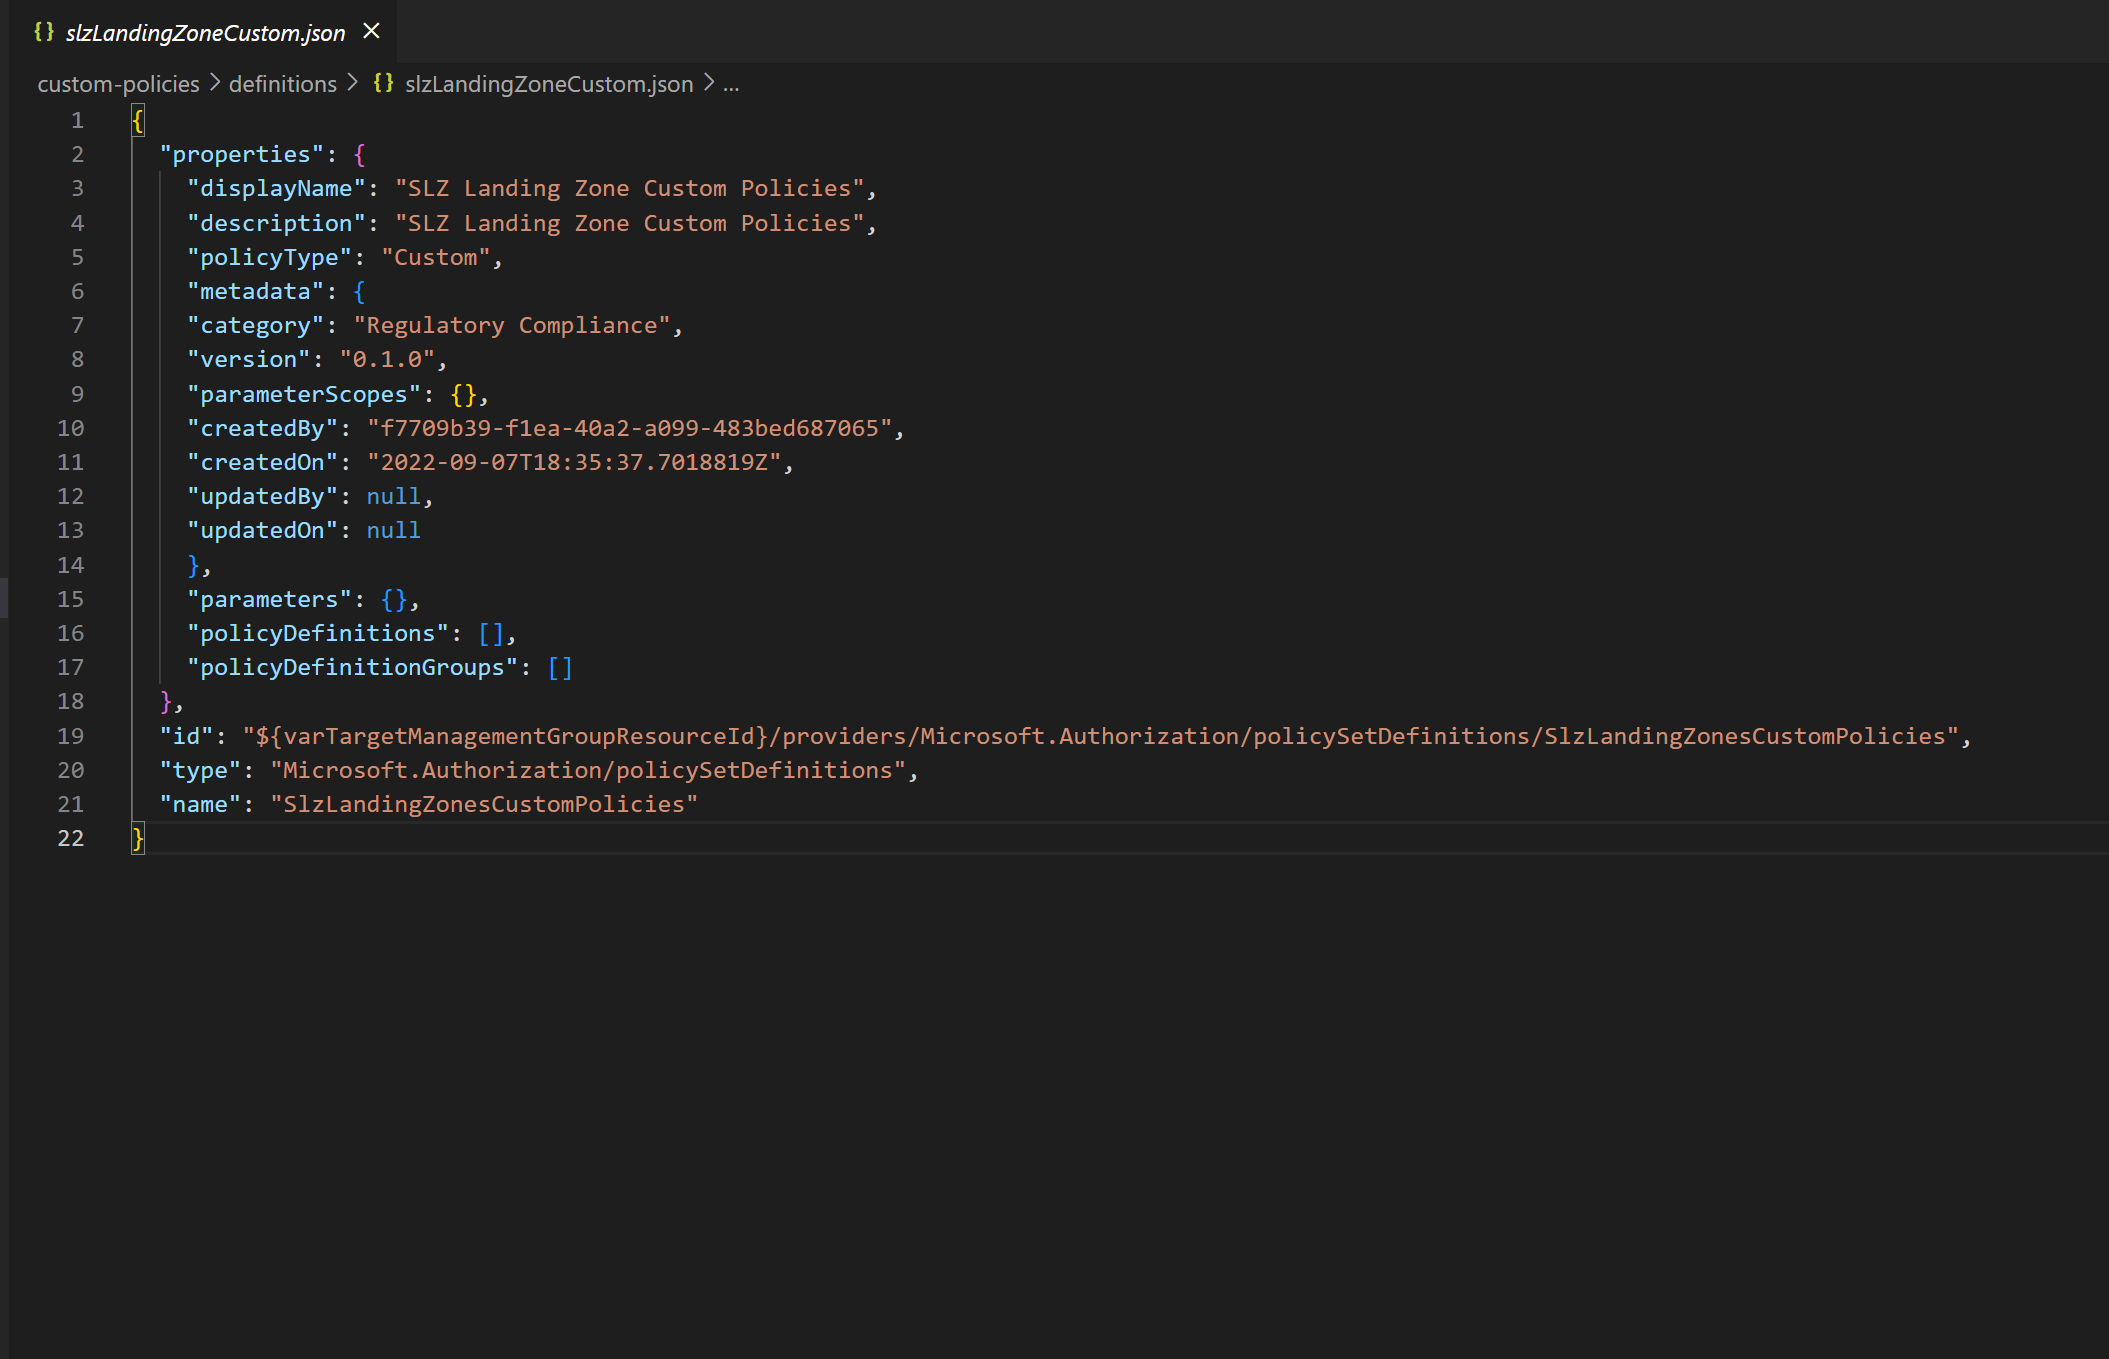 {} slzLandingZoneCustom.json ×
custom-policies > definitions > {} slzLandingZoneCustom.json > ...
1 {
2 "properties": {
3 "displayName": "SLZ Landing Zone Custom Policies",
4 "description": "SLZ Landing Zone Custom Policies",
5 "policyType": "Custom",
6 "metadata": {
7 "category": "Regulatory Compliance",
8 "version": "0.1.0",
9 "parameterScopes": {},
10 "createdBy": "f7709b39-f1ea-40a2-a099-483bed687065",
11 "createdOn": "2022-09-07T18:35:37.7018819Z",
12 "updatedBy": null,
13 "updatedOn": null
14 },
15 "parameters": {},
16 "policyDefinitions": [],
17 "policyDefinitionGroups": []
18 },
19 "id": "${varTargetManagementGroupResourceId}/providers/Microsoft.Authorization/policySetDefinitions/SlzLandingZonesCustomPolicies",
20 "type": "Microsoft.Authorization/policySetDefinitions",
21 "name": "SlzLandingZonesCustomPolicies"
22 }